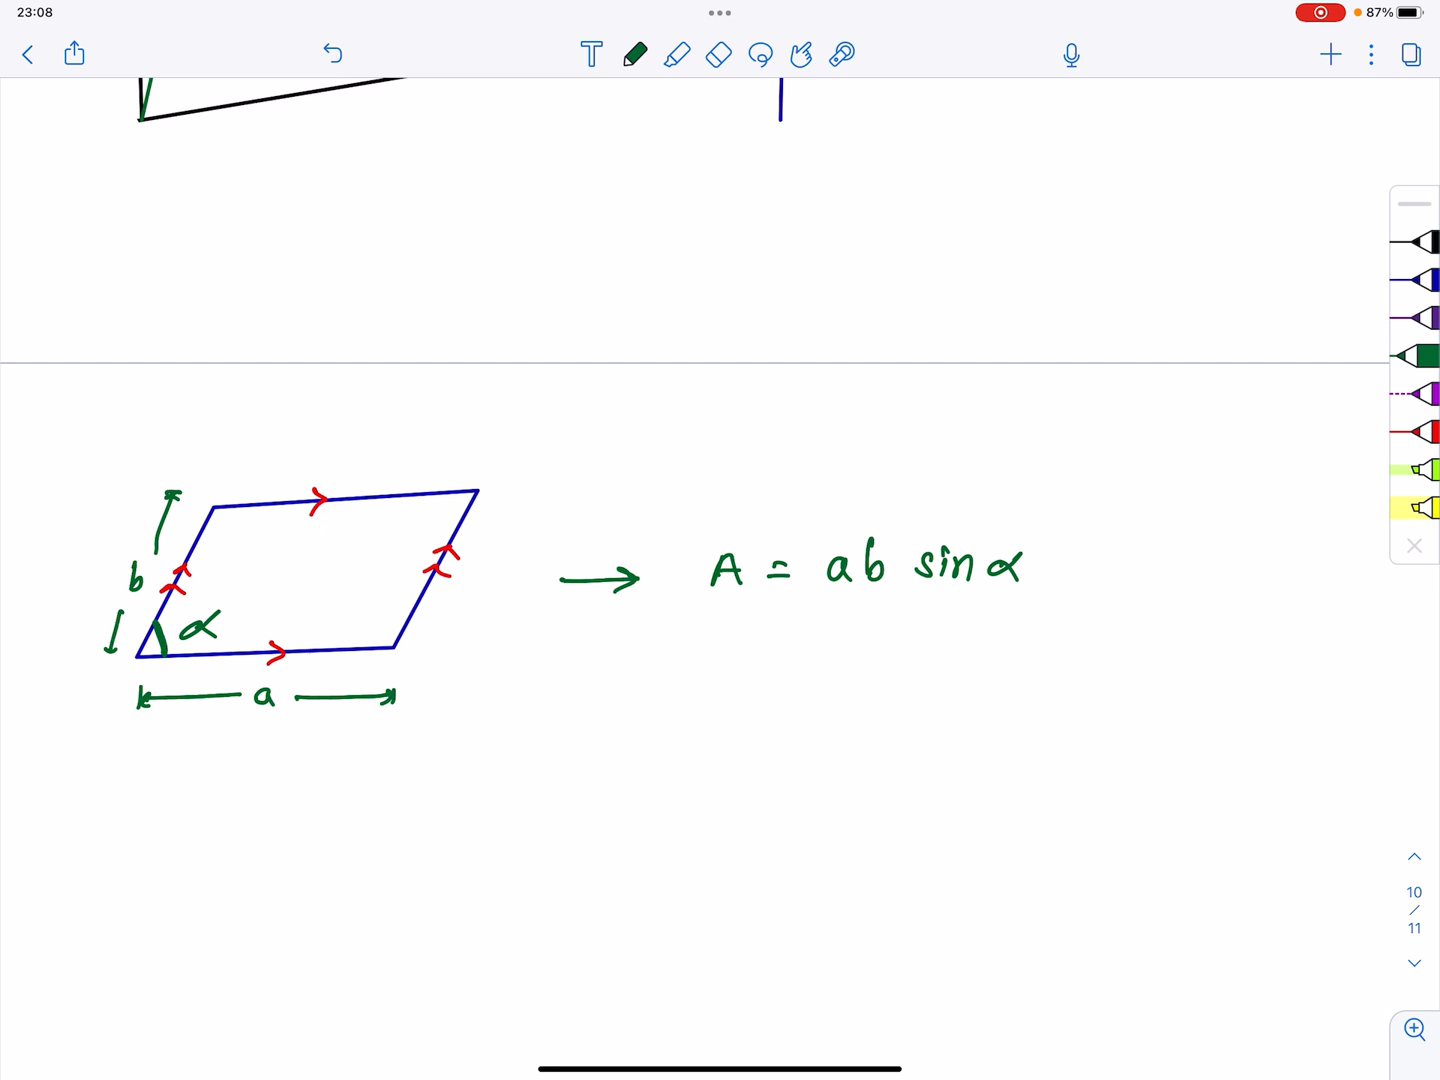 23:08
87%
T
b
α
a
A = ab sin α
10
/
11